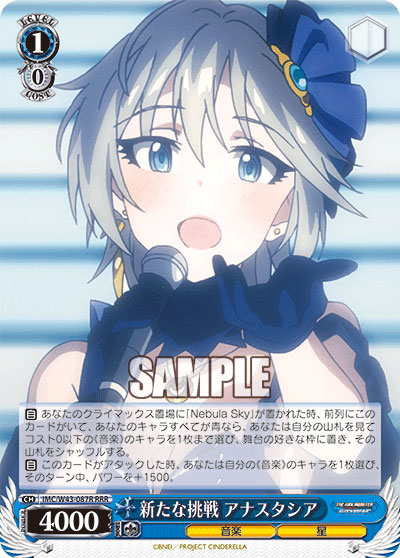 LEVEL
1
0
COST
SAMPLE
自 あなたのクライマックス置場に「Nebula Sky」が置かれた時、前列にこの
カードがいて、あなたのキャラすべてが青なら、あなたは自分の山札を見て
コスト0以下の《音楽》のキャラを1枚まで選び、舞台の好きな枠に置き、その
山札をシャッフルする。
自 このカードがアタックした時、あなたは自分の《音楽》のキャラを1枚選び、
そのターン中、パワーを+1500。
CH IMC/W43-087R RRR
4000
新たな挑戦 アナスタシア
音楽 星
©BNEI / PROJECT CINDERELLA